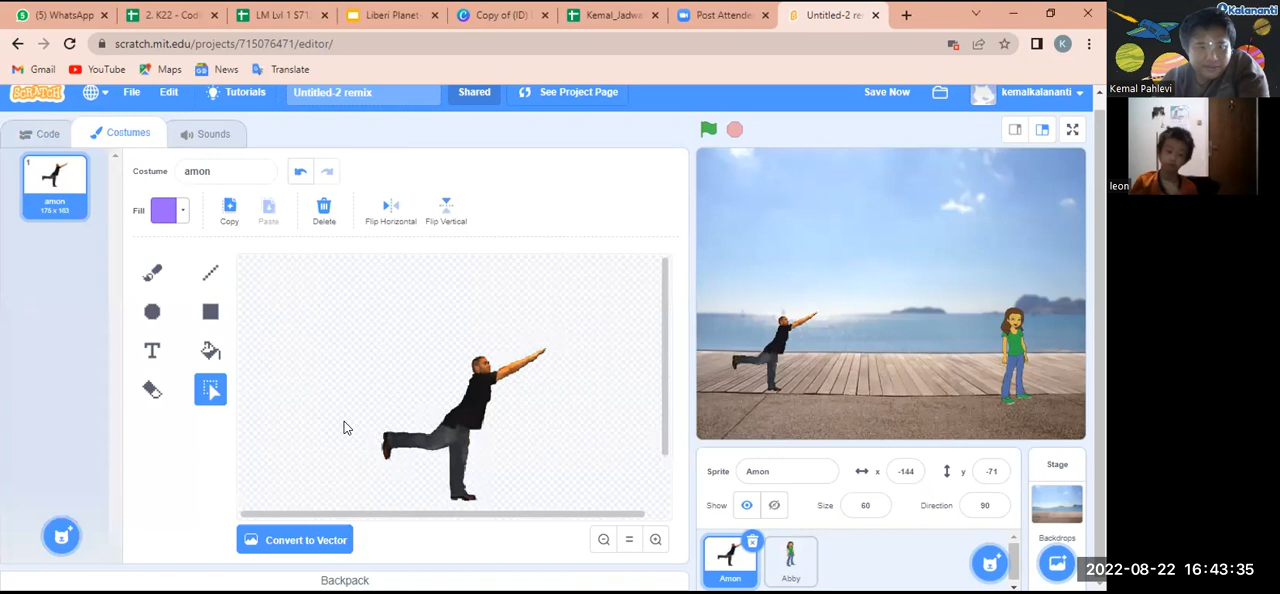 (5) WhatsApp
2. K22 - Codi
LM Lvl 1 S71
Liberi Planet
Copy of (ID)
Kemal_Jadwa
Post Attende
Untitled-2 rem
scratch.mit.edu/projects/715076471/editor/
K
Gmail
YouTube
Maps
News
Translate
SCRATCH
File
Edit
Tutorials
Untitled-2 remix
Shared
See Project Page
Save Now
kemalkalananti
Code
Costumes
Sounds
1
amon
175 x 163
Costume
amon
Fill
Copy
Paste
Delete
Flip Horizontal
Flip Vertical
T
Convert to Vector
Backpack
Sprite
Amon
x
-144
y
-71
Show
Size
60
Direction
90
Amon
Abby
Stage
Backdrops
Kalananti
Kemal Pahlevi
leon
2022-08-22 16:43:35